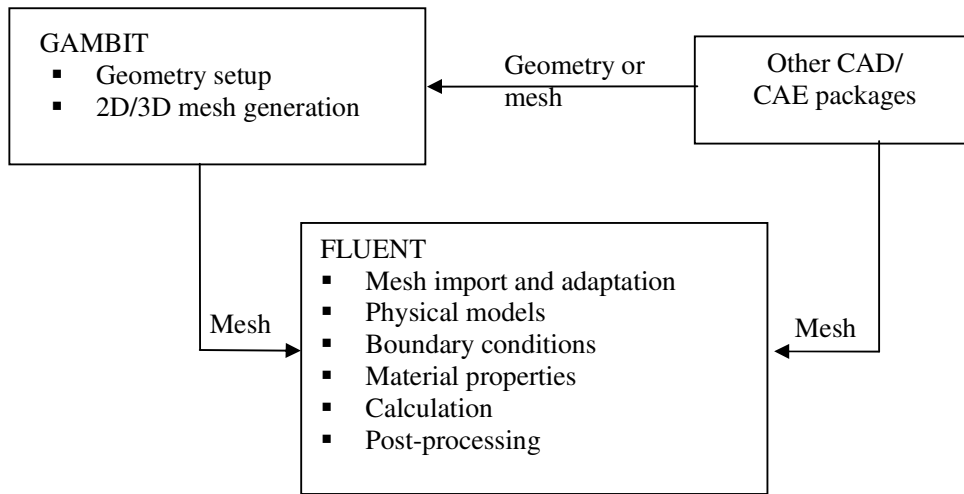 GAMBIT
▪ Geometry setup
▪ 2D/3D mesh generation
Geometry or
mesh
Other CAD/
CAE packages
FLUENT
▪ Mesh import and adaptation
▪ Physical models
▪ Boundary conditions
▪ Material properties
▪ Calculation
▪ Post-processing
Mesh
Mesh